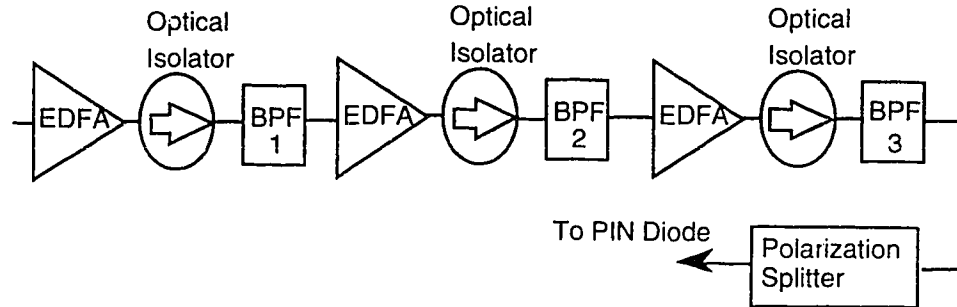 Optical
Isolator
Optical
Isolator
Optical
Isolator
EDFA
BPF
1
EDFA
BPF
2
EDFA
BPF
3
To PIN Diode
Polarization
Splitter